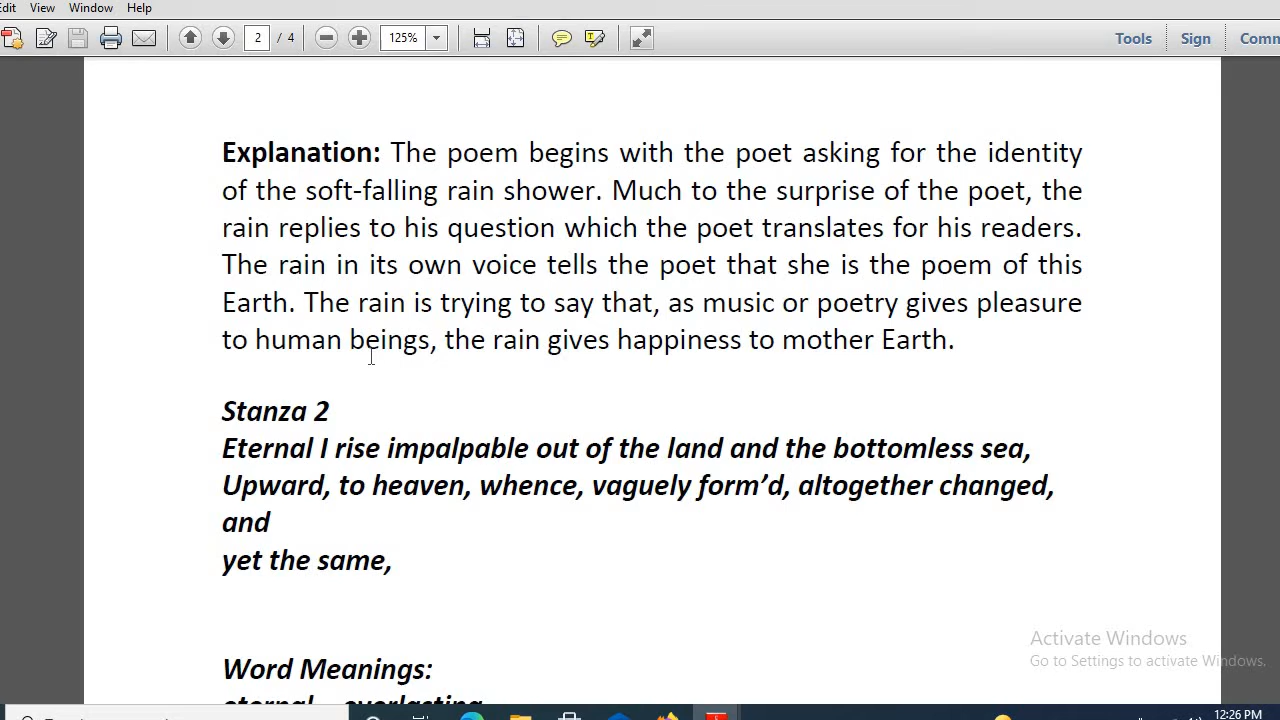 Edit View Window Help
2 / 4 125% Tools Sign Comm
Explanation: The poem begins with the poet asking for the identity
of the soft-falling rain shower. Much to the surprise of the poet, the
rain replies to his question which the poet translates for his readers.
The rain in its own voice tells the poet that she is the poem of this
Earth. The rain is trying to say that, as music or poetry gives pleasure
to human beings, the rain gives happiness to mother Earth.
Stanza 2
Eternal I rise impalpable out of the land and the bottomless sea,
Upward, to heaven, whence, vaguely form’d, altogether changed,
and
yet the same,
Activate Windows
Go to Settings to activate Windows.
Word Meanings:
eternal – everlasting
12:26 PM